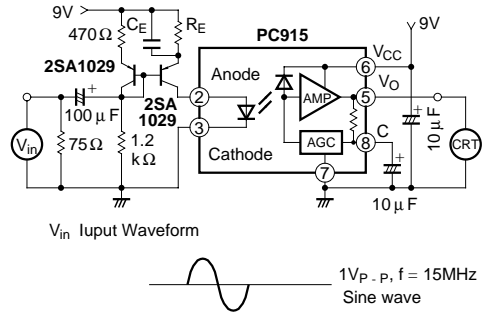 9V
470Ω
C_E
R_E
PC915
9V
2SA1029
Anode
V_CC
6
2
AMP
V_O
5
100 μF
2SA
1029
3
V_in
75Ω
1.2
kΩ
Cathode
AGC
C
8
7
10 μF
CRT
10 μF
V_in Iuput Waveform
1V_P-P, f = 15MHz
Sine wave